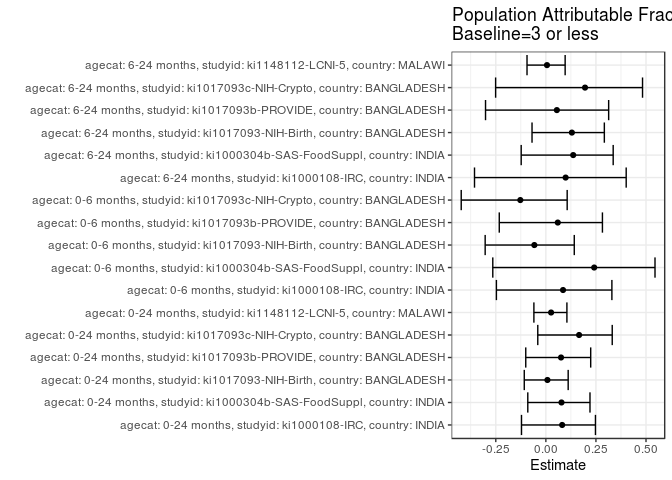 Population Attributable Frac
Baseline=3 or less
agecat: 6-24 months, studyid: ki1148112-LCNI-5, country: MALAWI
agecat: 6-24 months, studyid: ki1017093c-NIH-Crypto, country: BANGLADESH
agecat: 6-24 months, studyid: ki1017093b-PROVIDE, country: BANGLADESH
agecat: 6-24 months, studyid: ki1017093-NIH-Birth, country: BANGLADESH
agecat: 6-24 months, studyid: ki1000304b-SAS-FoodSuppl, country: INDIA
agecat: 6-24 months, studyid: ki1000108-IRC, country: INDIA
agecat: 0-6 months, studyid: ki1017093c-NIH-Crypto, country: BANGLADESH
agecat: 0-6 months, studyid: ki1017093b-PROVIDE, country: BANGLADESH
agecat: 0-6 months, studyid: ki1017093-NIH-Birth, country: BANGLADESH
agecat: 0-6 months, studyid: ki1000304b-SAS-FoodSuppl, country: INDIA
agecat: 0-6 months, studyid: ki1000108-IRC, country: INDIA
agecat: 0-24 months, studyid: ki1148112-LCNI-5, country: MALAWI
agecat: 0-24 months, studyid: ki1017093c-NIH-Crypto, country: BANGLADESH
agecat: 0-24 months, studyid: ki1017093b-PROVIDE, country: BANGLADESH
agecat: 0-24 months, studyid: ki1017093-NIH-Birth, country: BANGLADESH
agecat: 0-24 months, studyid: ki1000304b-SAS-FoodSuppl, country: INDIA
agecat: 0-24 months, studyid: ki1000108-IRC, country: INDIA
-0.25 0.00 0.25 0.50
Estimate